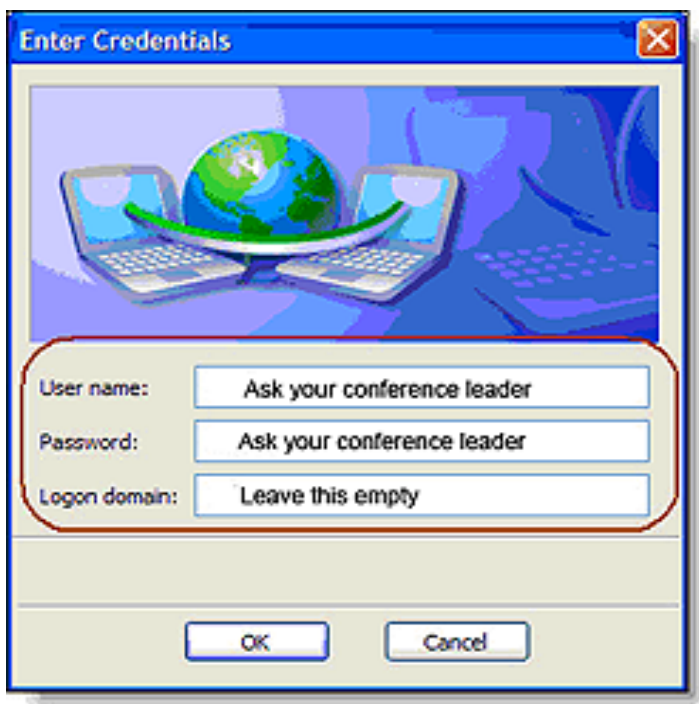 Enter Credentials
User name: Ask your conference leader
Password: Ask your conference leader
Logon domain: Leave this empty
OK Cancel